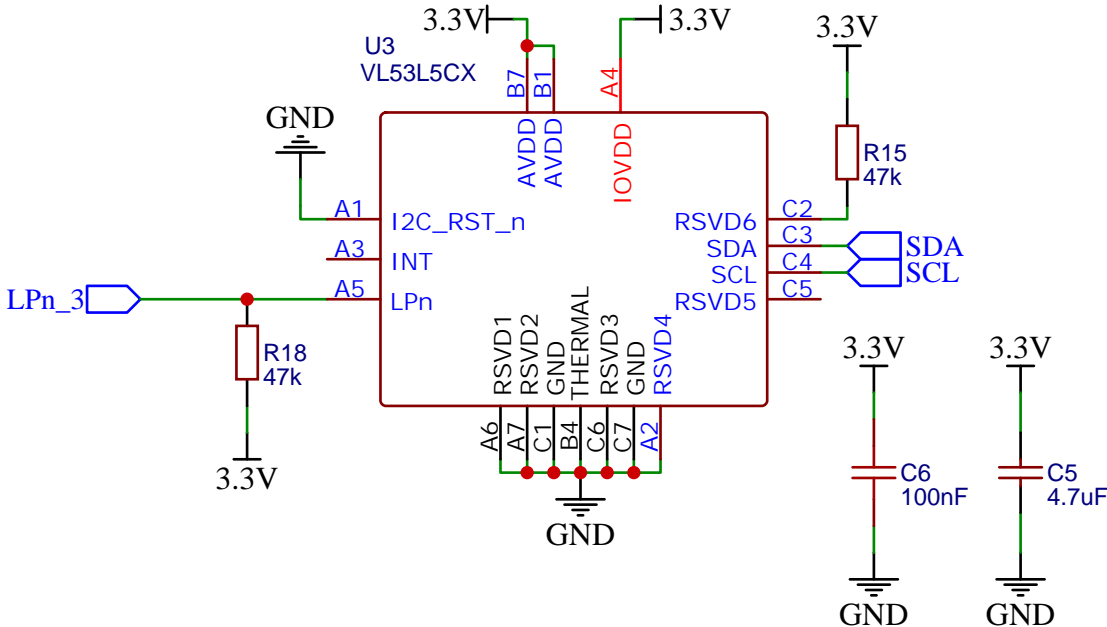 3.3V
3.3V
3.3V
U3
VL53L5CX
B7
B1
A4
GND
AVDD
AVDD
IOVDD
R15
47k
A1
I2C_RST_n
RSVD6
C2
A3
INT
SDA
C3
SDA
SCL
C4
SCL
LPn_3
A5
LPn
RSVD5
C5
R18
47k
3.3V
RSVD1
RSVD2
GND
THERMAL
RSVD3
GND
RSVD4
A6
A7
C1
B4
C6
C7
A2
GND
3.3V
3.3V
C6
100nF
C5
4.7uF
GND
GND